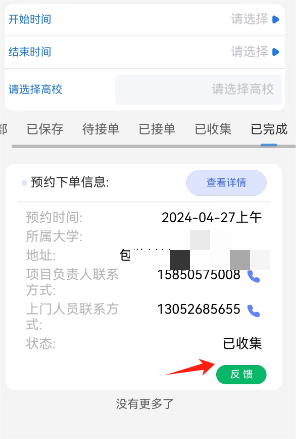 开始时间 请选择
结束时间 请选择
请选择高校 请选择高校
部 已保存 待接单 已接单 已收集 已完成
预约下单信息: 查看详情
预约时间: 2024-04-27上午
所属大学:
地址:
项目负责人联系 15850575008
方式:
上门人员联系方 13052685655
式:
状态: 已收集
反馈
没有更多了